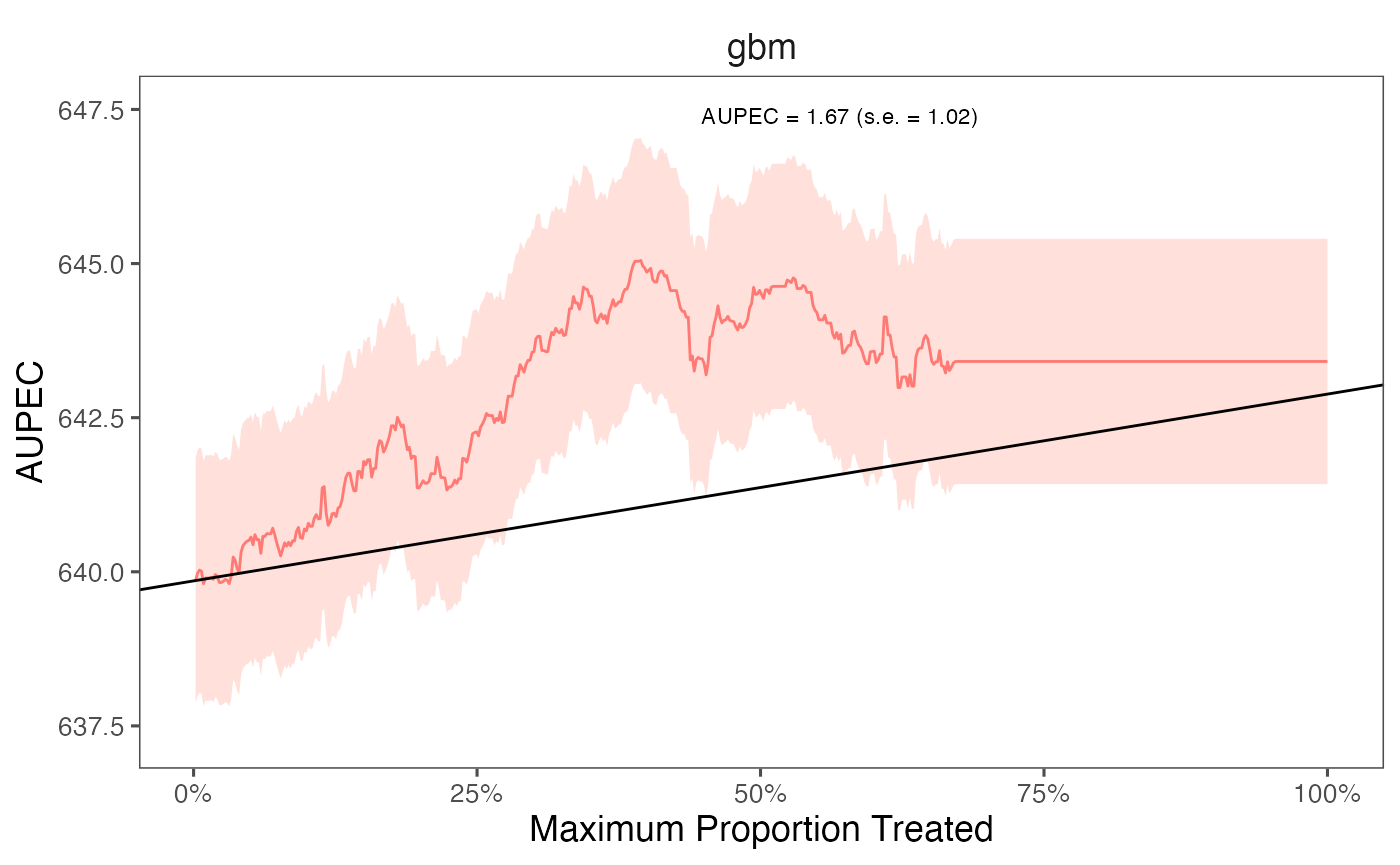 gbm
AUPEC = 1.67 (s.e. = 1.02)
647.5
645.0
642.5
640.0
637.5
AUPEC
0% 25% 50% 75% 100%
Maximum Proportion Treated